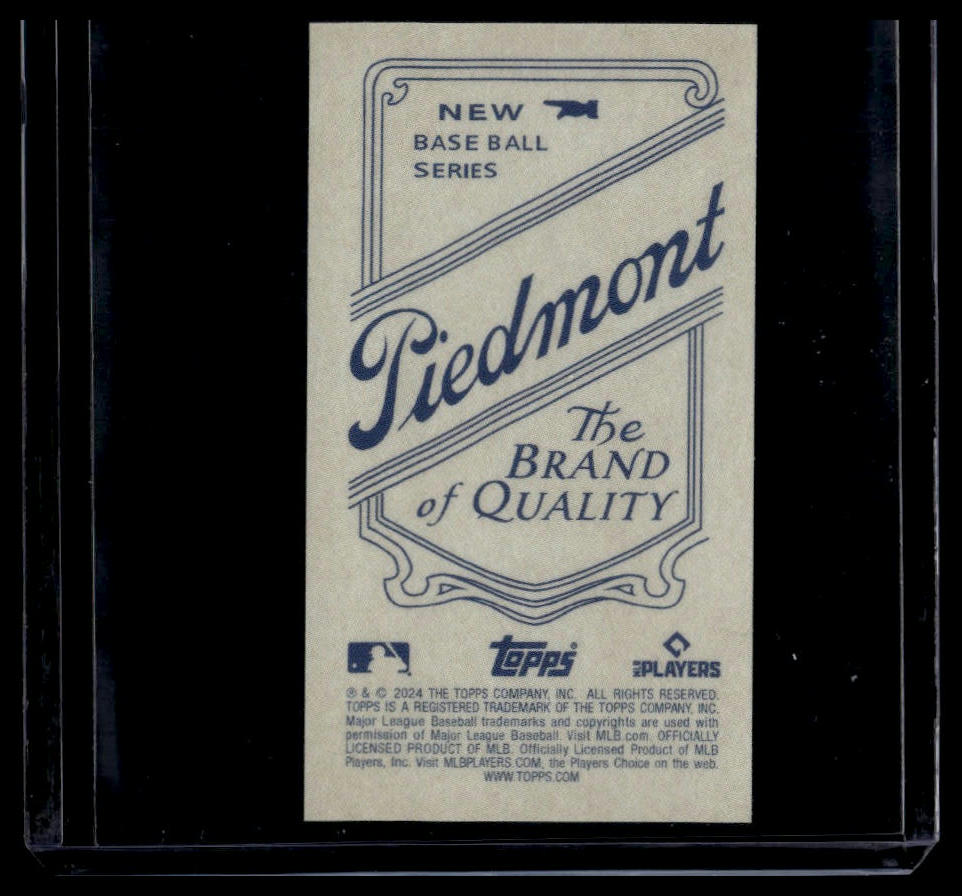 NEW
BASE BALL
SERIES
Piedmont
The
BRAND
of QUALITY
topps
MLB PLAYERS
® & © 2024 THE TOPPS COMPANY, INC. ALL RIGHTS RESERVED.
TOPPS IS A REGISTERED TRADEMARK OF THE TOPPS COMPANY, INC.
Major League Baseball trademarks and copyrights are used with
permission of Major League Baseball. Visit MLB.com. OFFICIALLY
LICENSED PRODUCT OF MLB. Officially Licensed Product of MLB
Players, Inc. Visit MLBPLAYERS.COM, the Players Choice on the web.
WWW.TOPPS.COM